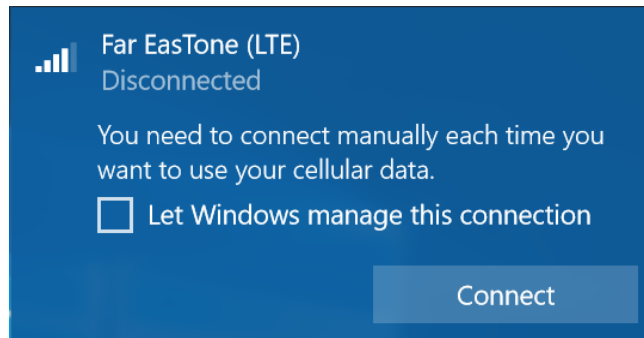 Far EasTone (LTE)
Disconnected
You need to connect manually each time you
want to use your cellular data.
Let Windows manage this connection
Connect